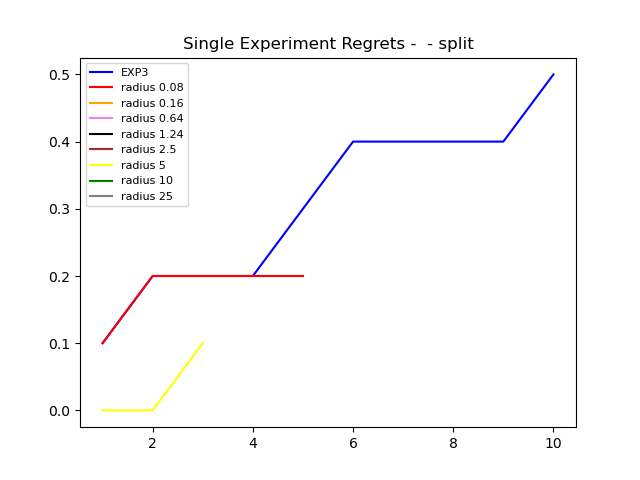 Single Experiment Regrets -  - split
EXP3
radius 0.08
radius 0.16
radius 0.64
radius 1.24
radius 2.5
radius 5
radius 10
radius 25
0.5
0.4
0.3
0.2
0.1
0.0
2
4
6
8
10